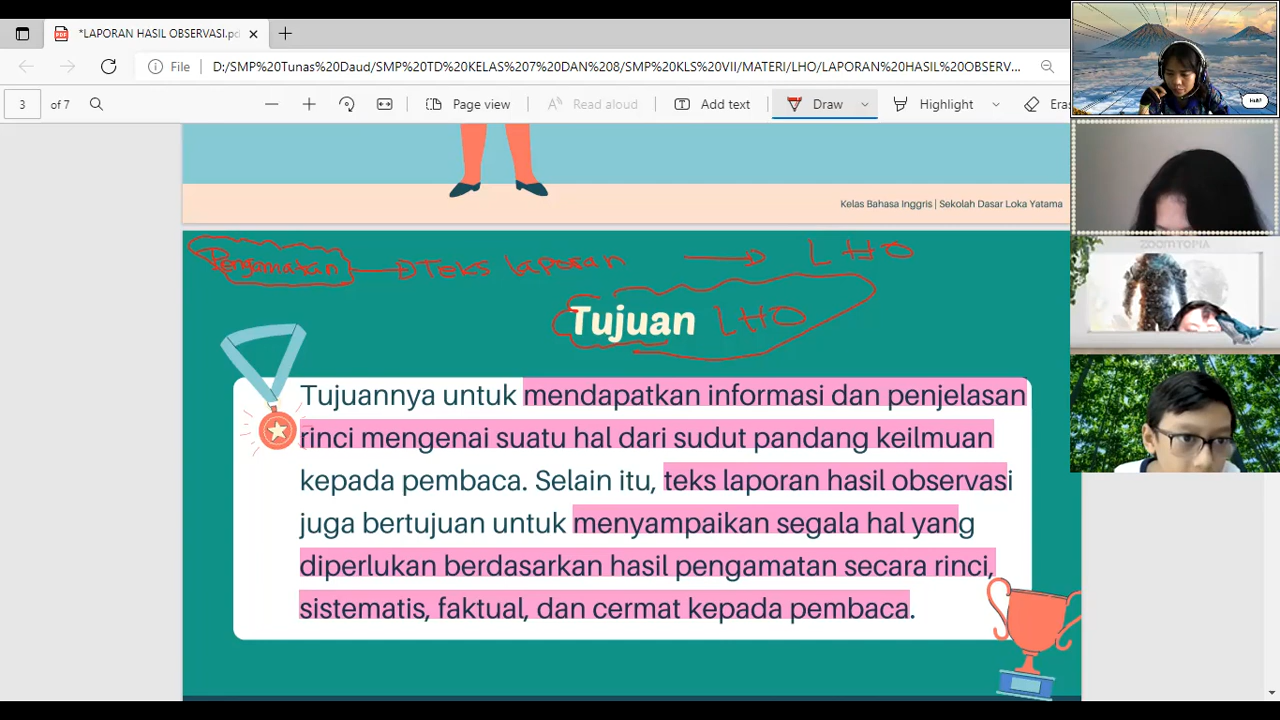 *LAPORAN HASIL OBSERVASI.pd
File D:/SMP%20Tunas%20Daud/SMP%20TD%20KELAS%207%20DAN%208/SMP%20KLS%20VII/MATERI/LHO/LAPORAN%20HASIL%20OBSERV...
3 of 7 Page view Read aloud Add text Draw Highlight Eras
Hai!
Kelas Bahasa Inggris | Sekolah Dasar Loka Yatama
ZOOMTOPIA
Pengamatan Teks laporan LHO
Tujuan LHO
Tujuannya untuk mendapatkan informasi dan penjelasan
rinci mengenai suatu hal dari sudut pandang keilmuan
kepada pembaca. Selain itu, teks laporan hasil observasi
juga bertujuan untuk menyampaikan segala hal yang
diperlukan berdasarkan hasil pengamatan secara rinci,
sistematis, faktual, dan cermat kepada pembaca.